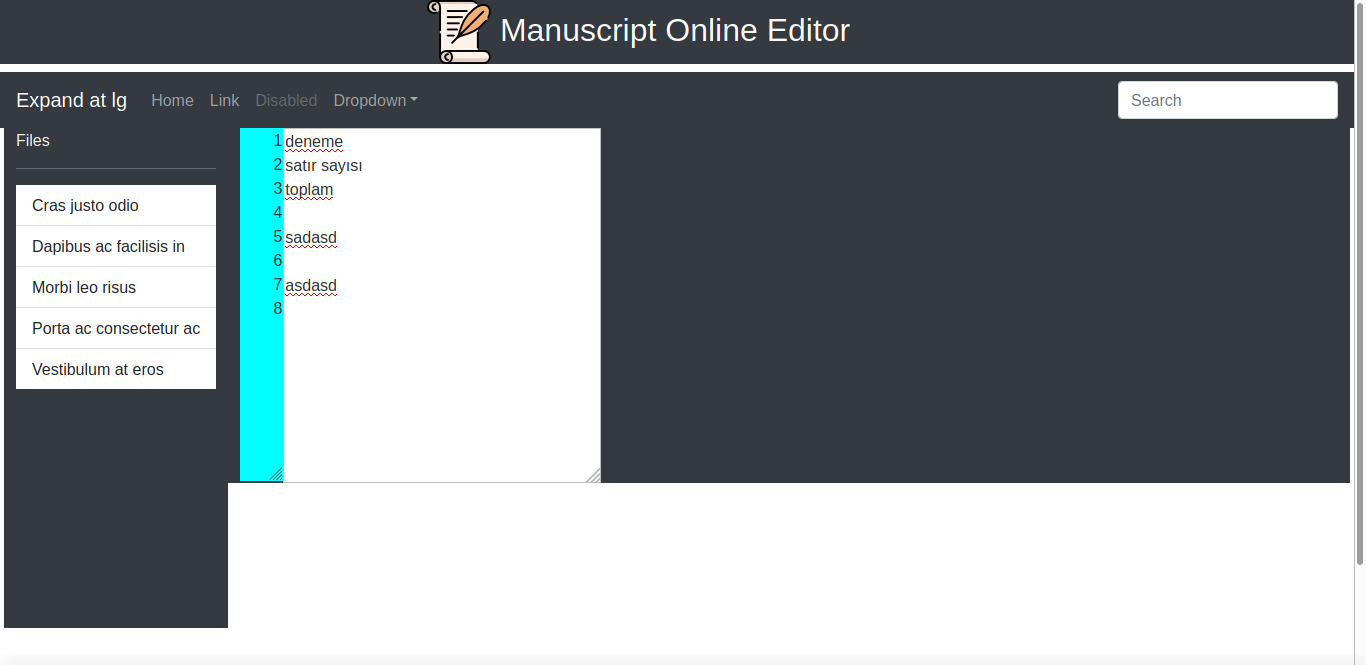 Manuscript Online Editor
Expand at lg Home Link Disabled Dropdown Search
Files
Cras justo odio
Dapibus ac facilisis in
Morbi leo risus
Porta ac consectetur ac
Vestibulum at eros
1 deneme
2 satır sayısı
3 toplam
4
5 sadasd
6
7 asdasd
8